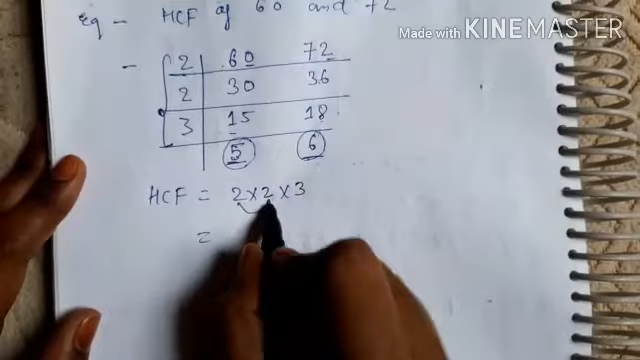 Eg - HCF of 60 and 72
Made with KINEMASTER
- 2 60 72
2 30 36
3 15 18
5 6
HCF = 2 x 2 x 3
=